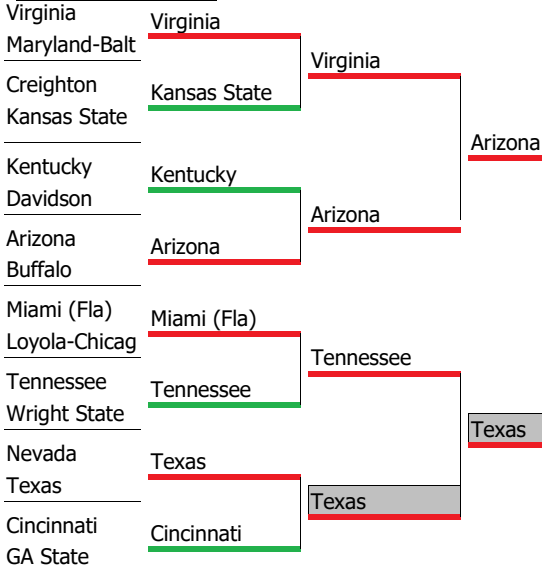 Virginia
Maryland-Balt
Creighton
Kansas State
Kentucky
Davidson
Arizona
Buffalo
Miami (Fla)
Loyola-Chicag
Tennessee
Wright State
Nevada
Texas
Cincinnati
GA State
Virginia
Kansas State
Kentucky
Arizona
Miami (Fla)
Tennessee
Texas
Cincinnati
Virginia
Arizona
Tennessee
Texas
Arizona
Texas